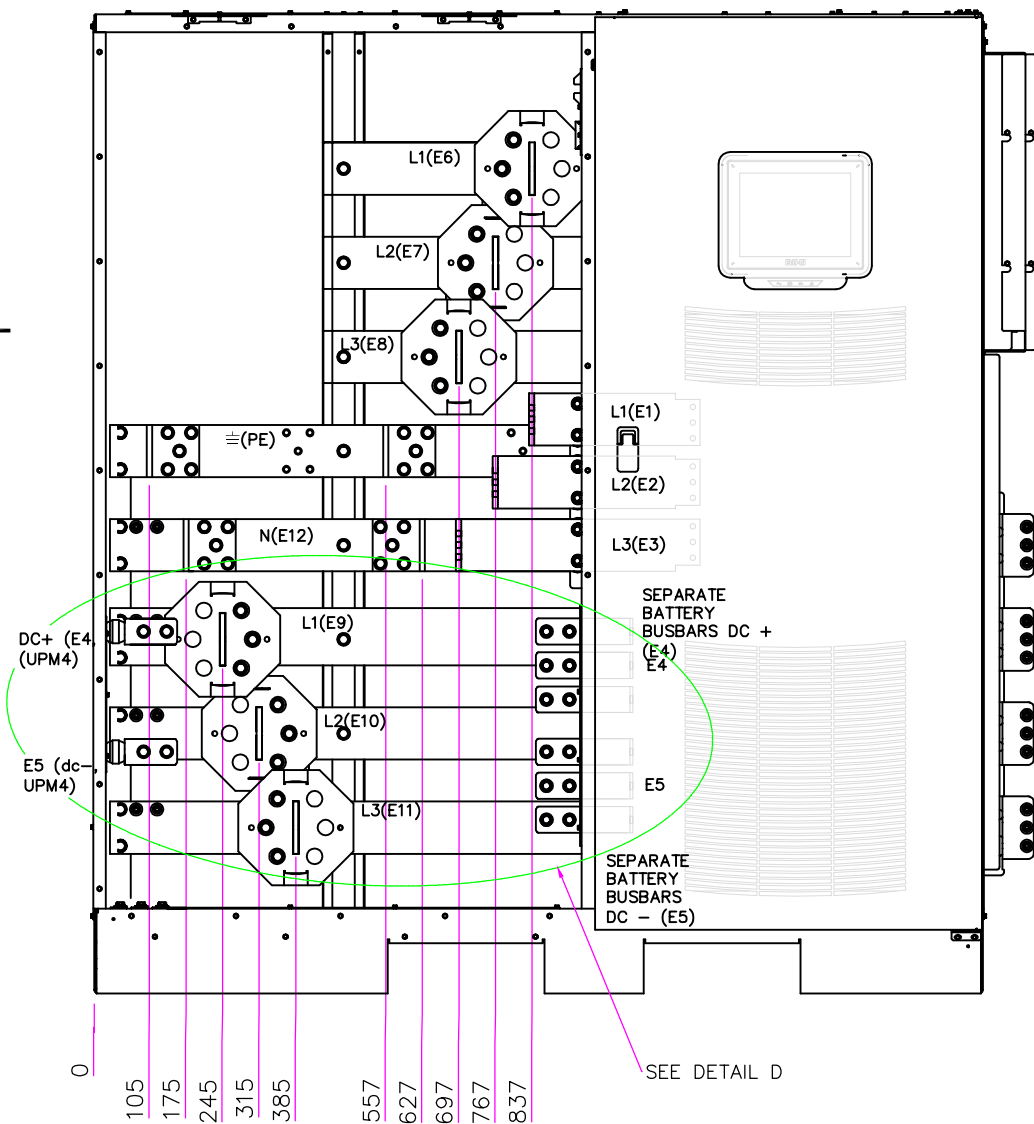 L1(E6)
L2(E7)
L3(E8)
L1(E1)
(PE)
L2(E2)
N(E12)
L3(E3)
SEPARATE
BATTERY
BUSBARS DC +
(E4)
E4
L1(E9)
DC+ (E4
(UPM4)
L2(E10)
E5 (dc-
UPM4)
E5
L3(E11)
SEPARATE
BATTERY
BUSBARS
DC - (E5)
SEE DETAIL D
0
105
175
245
315
385
557
627
697
767
837